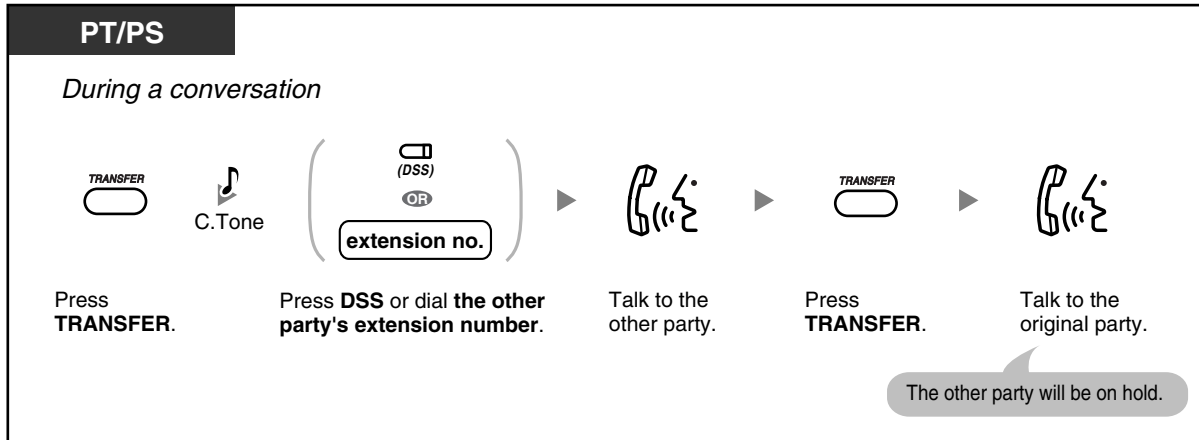 PT/PS
During a conversation
TRANSFER
C.Tone
(DSS)
OR
extension no.
TRANSFER
Press
TRANSFER.
Press DSS or dial the other
party's extension number.
Talk to the
other party.
Press
TRANSFER.
Talk to the
original party.
The other party will be on hold.